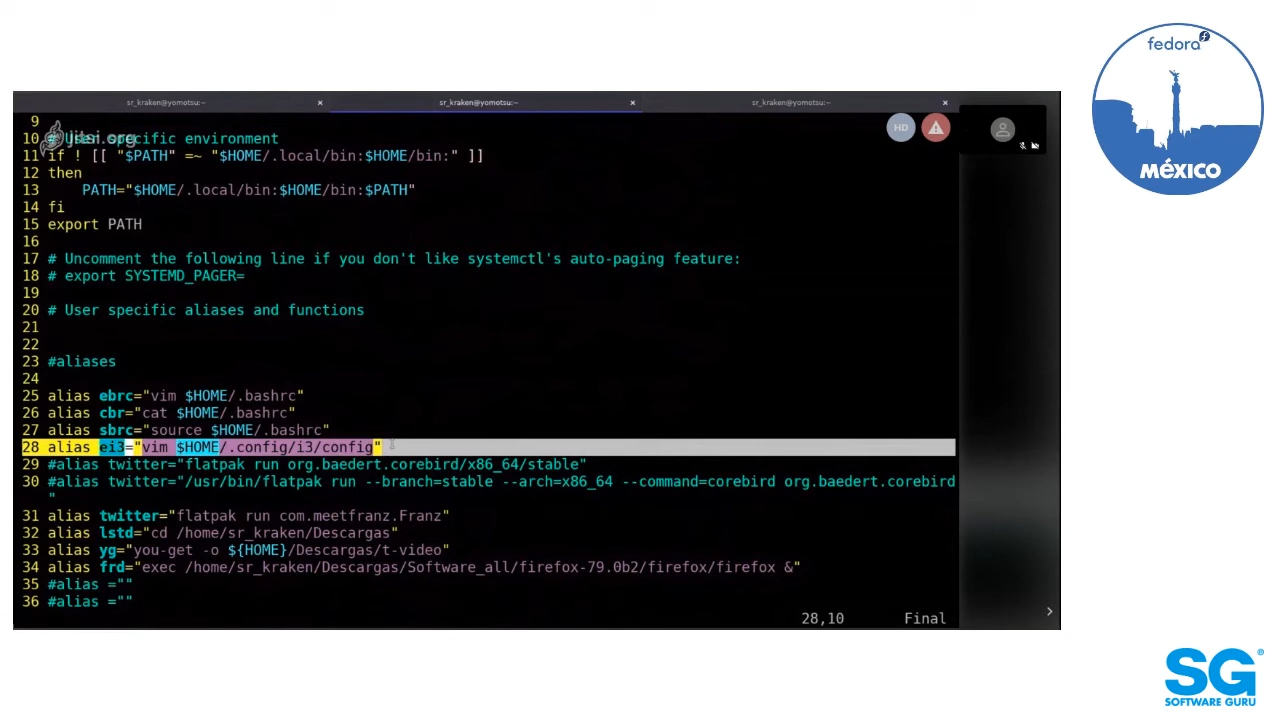 fedora
MÉXICO
sr_kraken@yomotsu:~ × sr_kraken@yomotsu:~ × sr_kraken@yomotsu:~ ×
9
jitsi.org
HD
10 # User specific environment
11 if ! [[ "$PATH" =~ "$HOME/.local/bin:$HOME/bin:" ]]
12 then
13     PATH="$HOME/.local/bin:$HOME/bin:$PATH"
14 fi
15 export PATH
16
17 # Uncomment the following line if you don't like systemctl's auto-paging feature:
18 # export SYSTEMD_PAGER=
19
20 # User specific aliases and functions
21
22
23 #aliases
24
25 alias ebrc="vim $HOME/.bashrc"
26 alias cbr="cat $HOME/.bashrc"
27 alias sbrc="source $HOME/.bashrc"
28 alias ei3="vim $HOME/.config/i3/config"
29 #alias twitter="flatpak run org.baedert.corebird/x86_64/stable"
30 #alias twitter="/usr/bin/flatpak run --branch=stable --arch=x86_64 --command=corebird org.baedert.corebird
"
31 alias twitter="flatpak run com.meetfranz.Franz"
32 alias lstd="cd /home/sr_kraken/Descargas"
33 alias yg="you-get -o ${HOME}/Descargas/t-video"
34 alias frd="exec /home/sr_kraken/Descargas/Software_all/firefox-79.0b2/firefox/firefox &"
35 #alias =""
36 #alias =""
28,10 Final
SG
SOFTWARE GURU